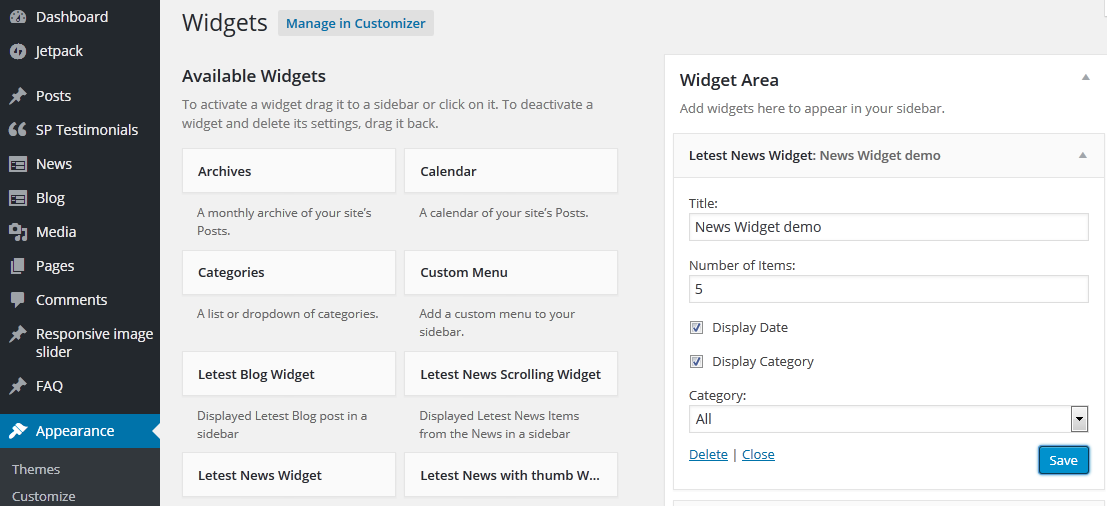 Dashboard
Jetpack
Posts
SP Testimonials
News
Blog
Media
Pages
Comments
Responsive image
slider
FAQ
Appearance
Themes
Customize
Widgets
Manage in Customizer
Available Widgets
To activate a widget drag it to a sidebar or click on it. To deactivate a
widget and delete its settings, drag it back.
Archives
A monthly archive of your site's
Posts.
Calendar
A calendar of your site's Posts.
Categories
A list or dropdown of categories.
Custom Menu
Add a custom menu to your
sidebar.
Letest Blog Widget
Displayed Letest Blog post in a
sidebar
Letest News Scrolling Widget
Displayed Letest News Items
from the News in a sidebar
Letest News Widget
Letest News with thumb W...
Widget Area
Add widgets here to appear in your sidebar.
Letest News Widget: News Widget demo
Title:
News Widget demo
Number of Items:
5
Display Date
Display Category
Category:
All
Delete | Close
Save